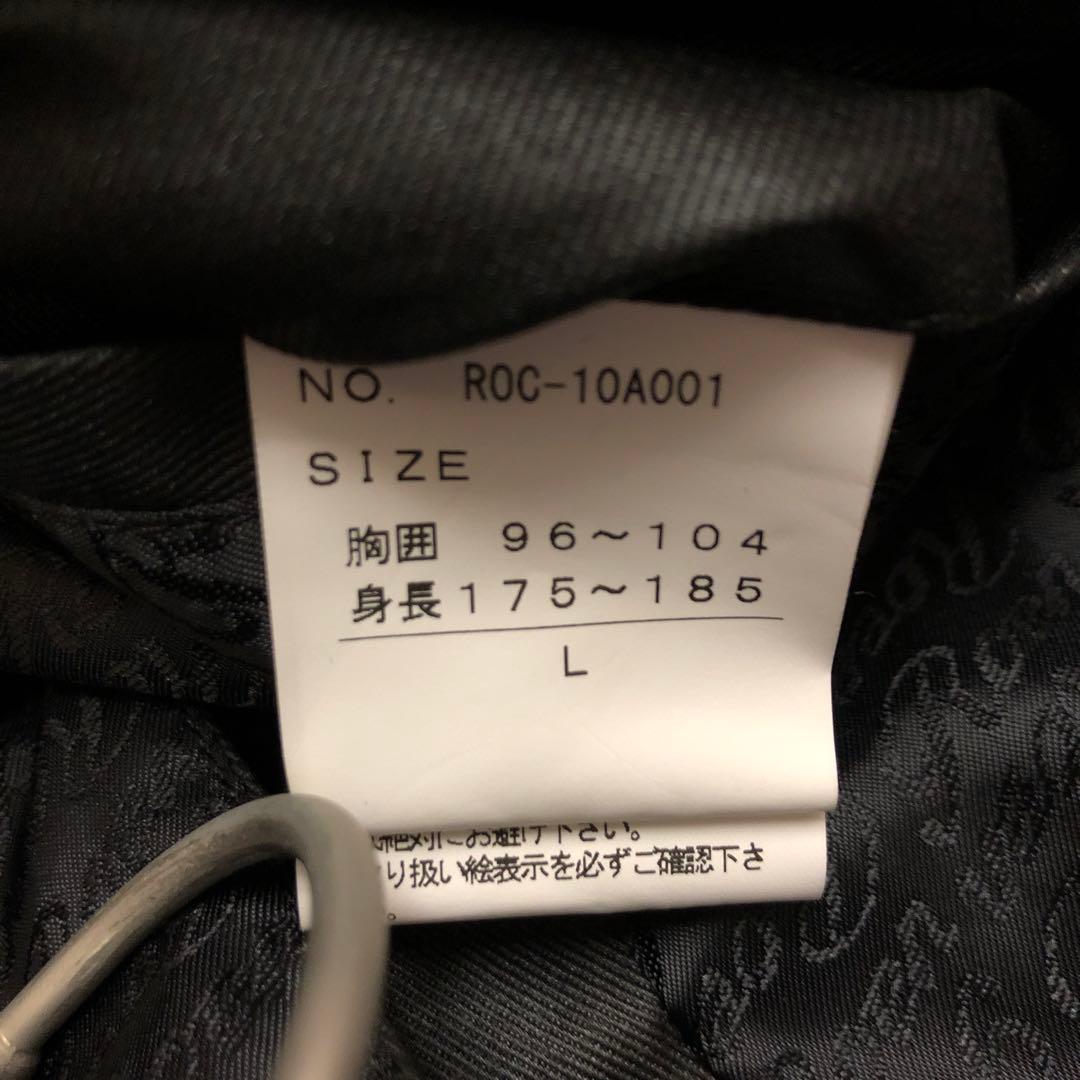 NO. ROC-10A001
SIZE
胸囲 96～104
身長175～185
L
絶対にお避け下さい。
り扱い絵表示を必ずご確認下さ
。